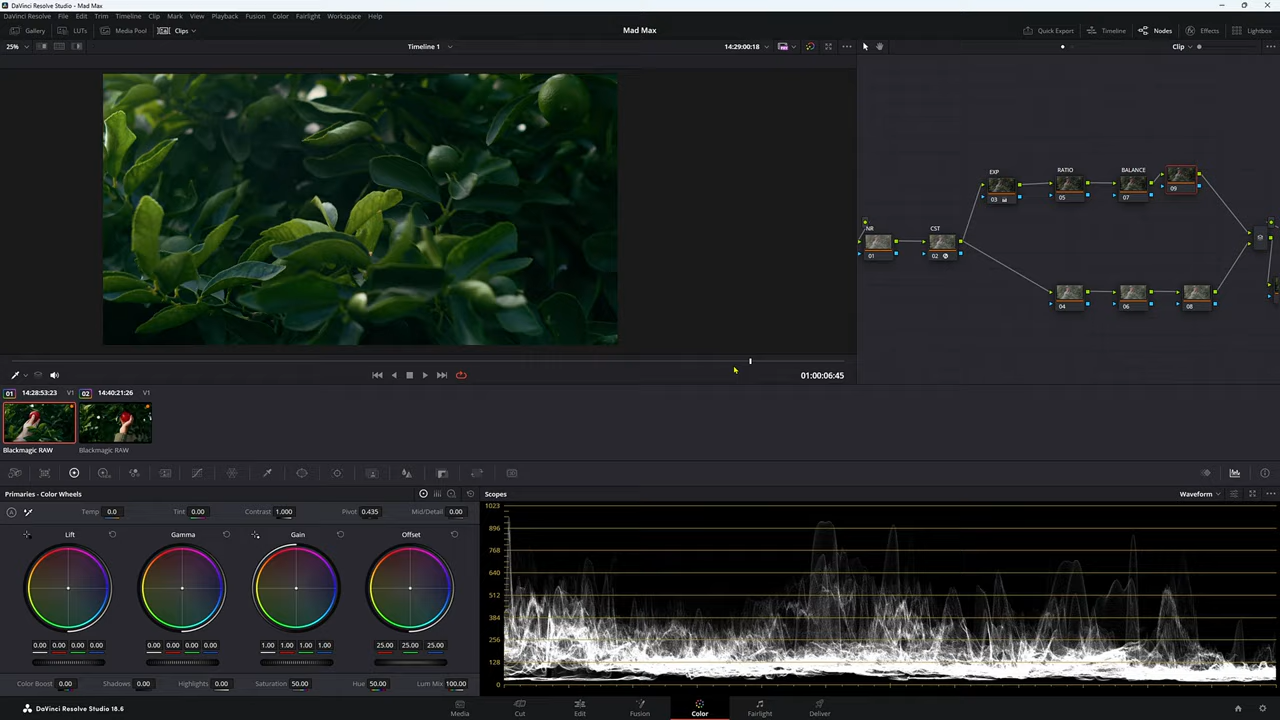 DaVinci Resolve Studio - Mad Max
DaVinci Resolve File Edit Trim Timeline Clip Mark View Playback Fusion Color Fairlight Workspace Help
Gallery LUTs Media Pool Clips Mad Max Quick Export Timeline Nodes Effects Lightbox
25% Timeline 1 14:29:00:18 Clip
EXP RATIO BALANCE
03 05 07 09
NR CST
01 02
04 06 08
01:00:06:45
01 14:28:53:23 V1 02 14:40:21:26 V1
Blackmagic RAW Blackmagic RAW
Primaries - Color Wheels Scopes Waveform
Temp 0.0 Tint 0.00 Contrast 1.000 Pivot 0.435 Mid/Detail 0.00
Lift Gamma Gain Offset
0.00 0.00 0.00 0.00 0.00 0.00 0.00 0.00 1.00 1.00 1.00 1.00 25.00 25.00 25.00
Color Boost 0.00 Shadows 0.00 Highlights 0.00 Saturation 50.00 Hue 50.00 Lum Mix 100.00
1023
896
768
640
512
384
256
128
0
DaVinci Resolve Studio 18.6 Media Cut Edit Fusion Color Fairlight Deliver